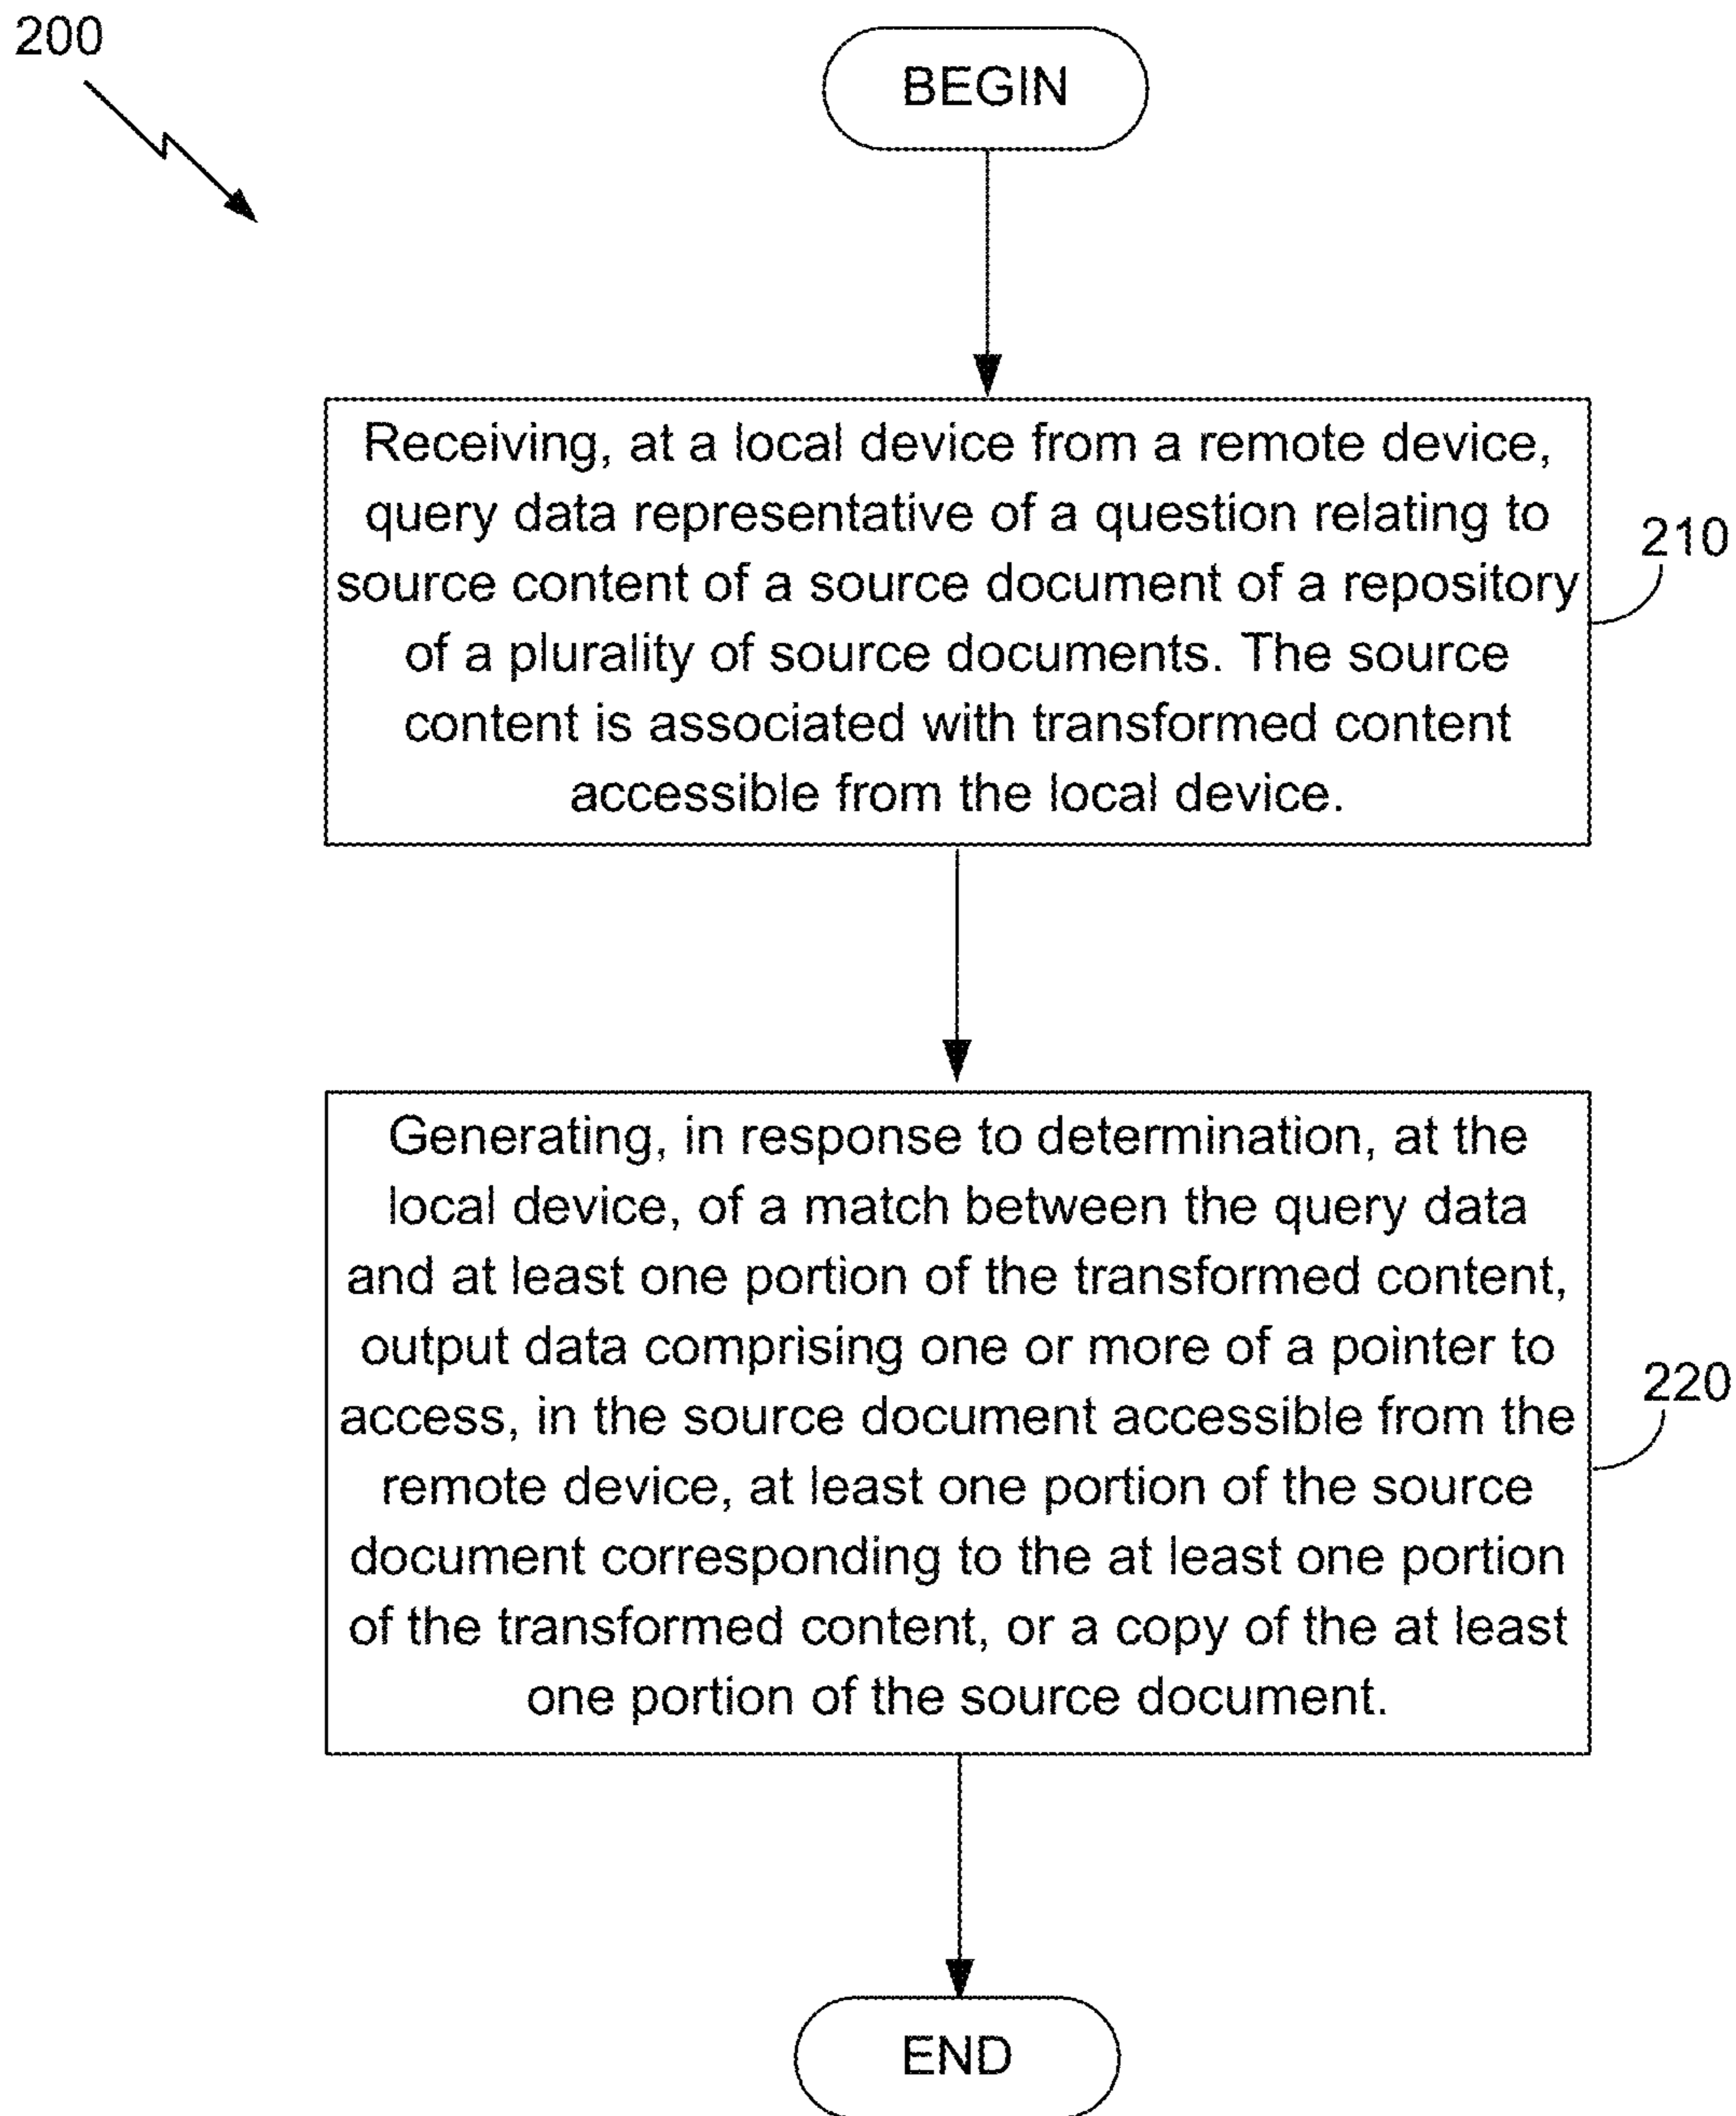 200
BEGIN
Receiving, at a local device from a remote device,
query data representative of a question relating to
source content of a source document of a repository
of a plurality of source documents. The source
content is associated with transformed content
accessible from the local device.
210
Generating, in response to determination, at the
local device, of a match between the query data
and at least one portion of the transformed content,
output data comprising one or more of a pointer to
access, in the source document accessible from the
remote device, at least one portion of the source
document corresponding to the at least one portion
of the transformed content, or a copy of the at least
one portion of the source document.
220
END